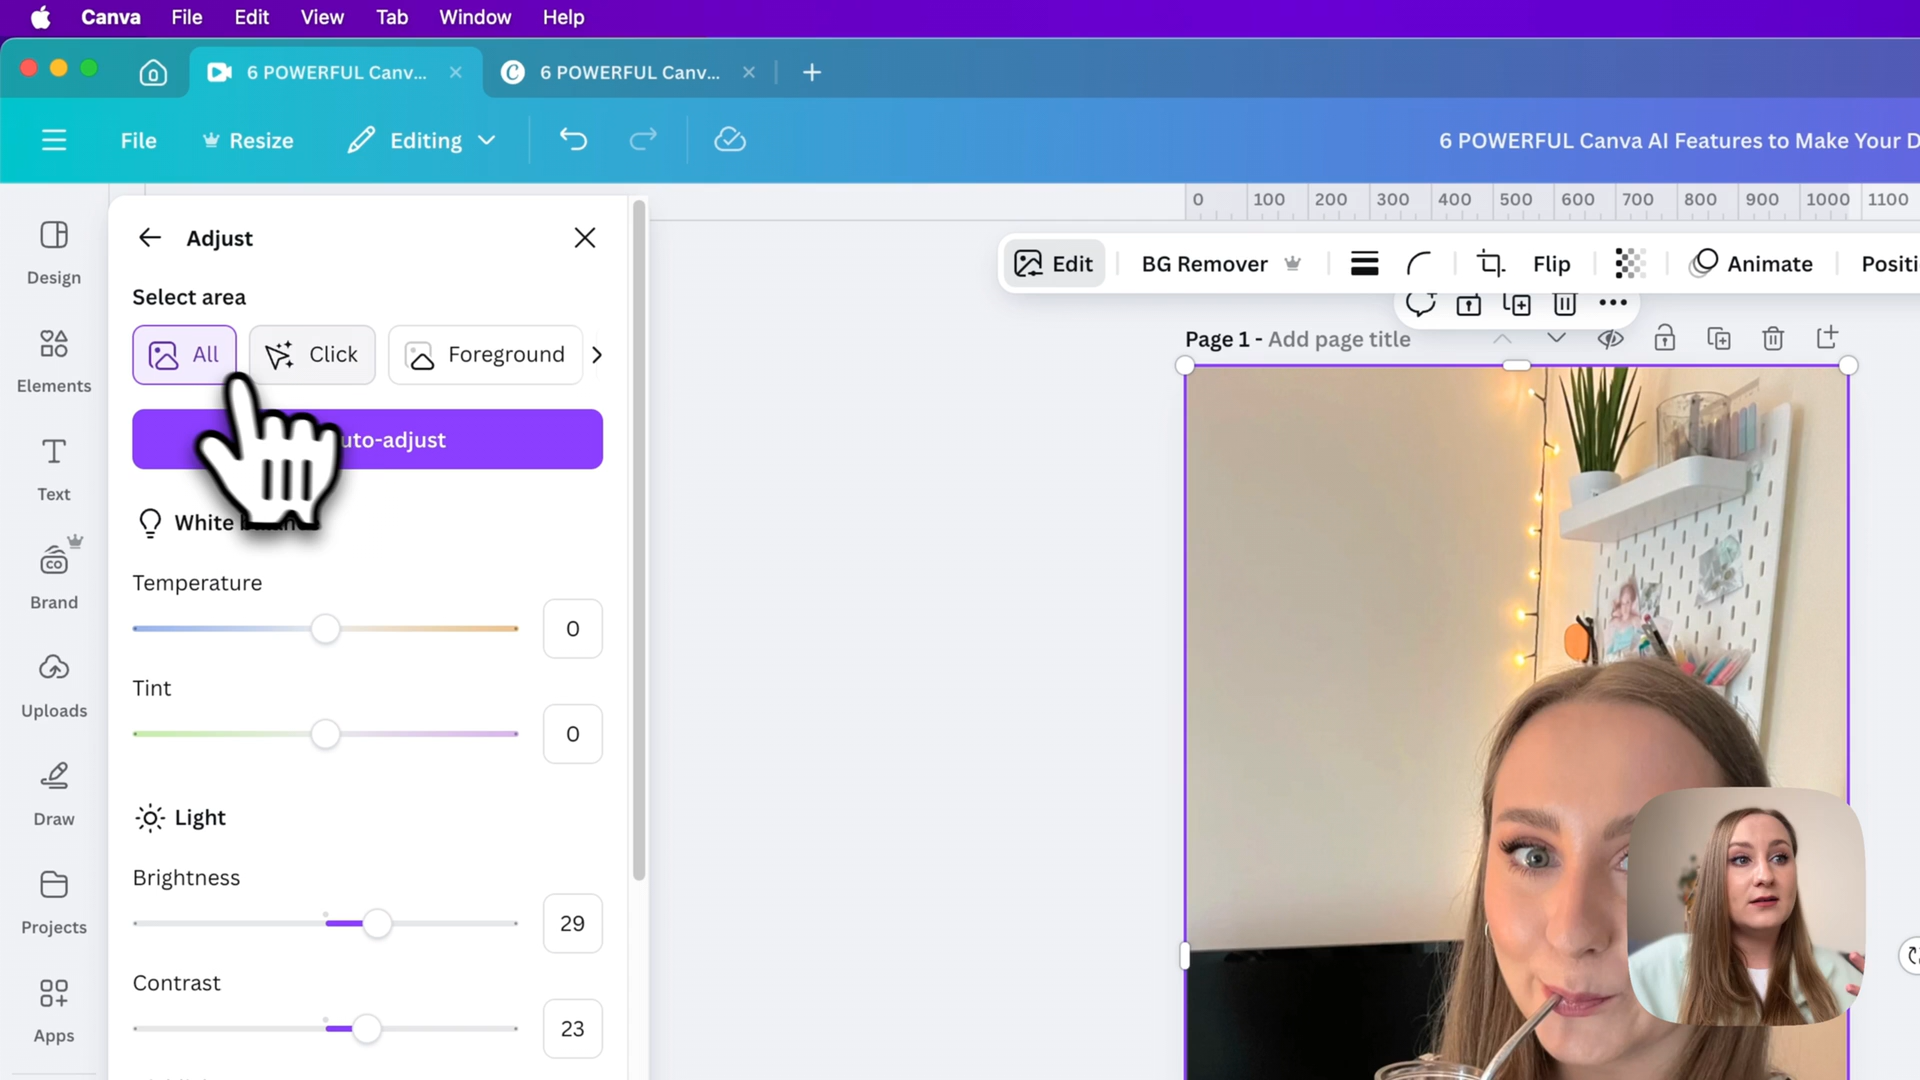 Canva File Edit View Tab Window Help
6 POWERFUL Canv... 6 POWERFUL Canv...
File Resize Editing 6 POWERFUL Canva AI Features to Make Your D
0 100 200 300 400 500 600 700 800 900 1000 1100
Design
Elements
Text
Brand
Uploads
Draw
Projects
Apps
Adjust
Select area
All Click Foreground
uto-adjust
White
Temperature
0
Tint
0
Light
Brightness
29
Contrast
23
Edit BG Remover Flip Animate Positi
Page 1 - Add page title